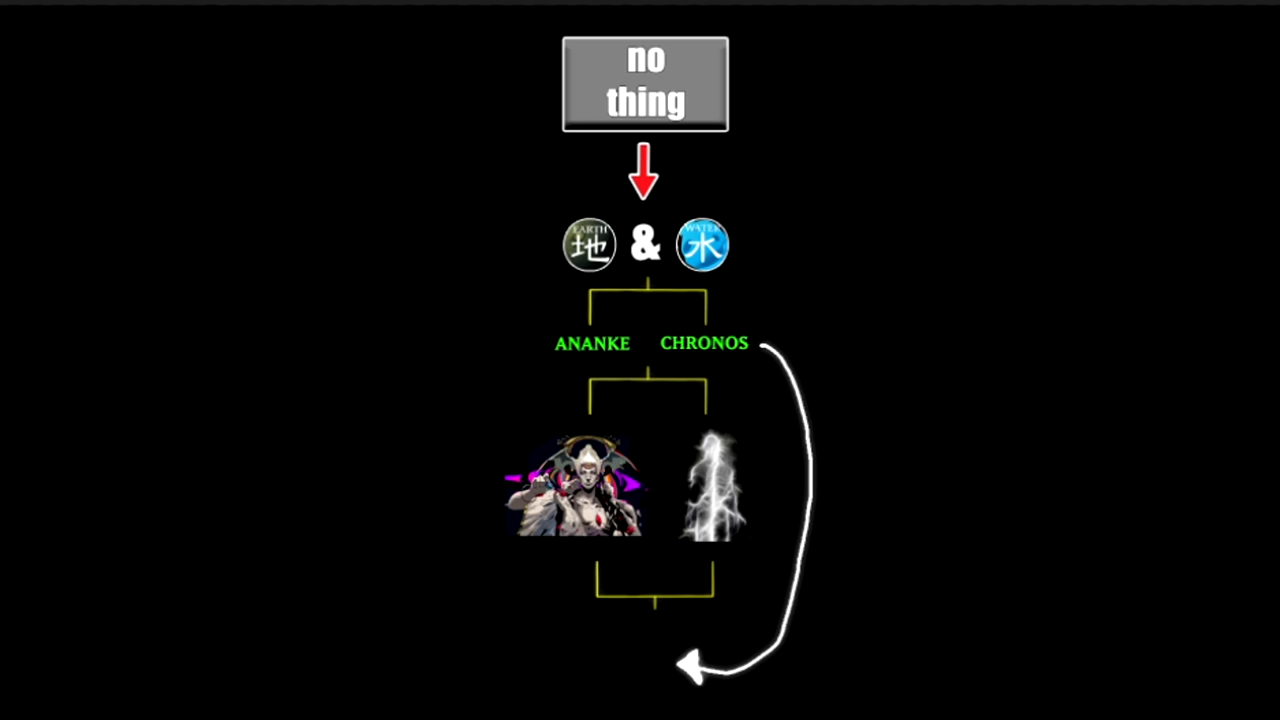 no
thing
EARTH
地
&
WATER
水
ANANKE
CHRONOS